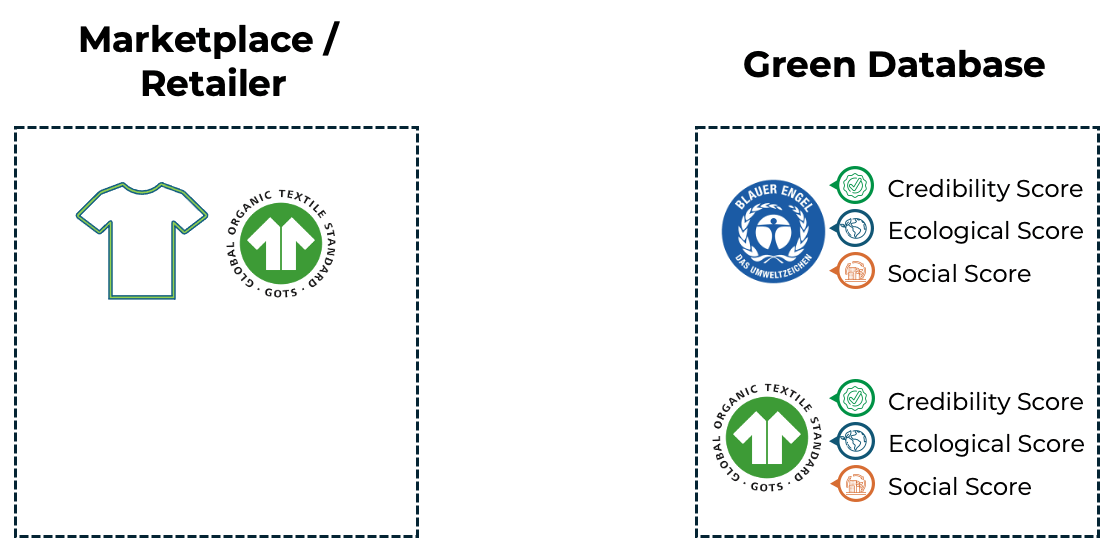 Marketplace /
Retailer
GLOBAL ORGANIC TEXTILE STANDARD · GOTS ·
Green Database
BLAUER ENGEL
DAS UMWELTZEICHEN
Credibility Score
Ecological Score
Social Score
GLOBAL ORGANIC TEXTILE STANDARD · GOTS ·
Credibility Score
Ecological Score
Social Score